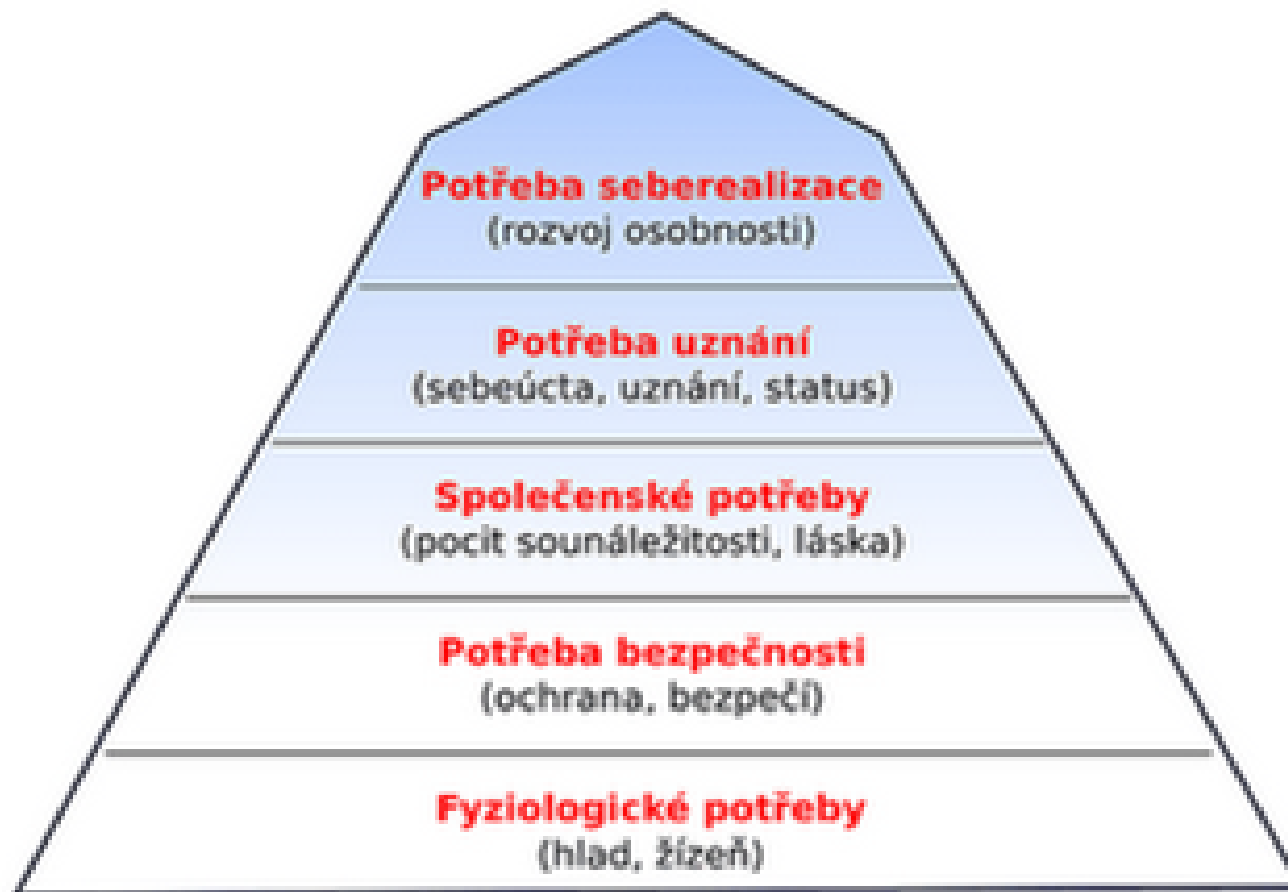 Potřeba seberealizace
(rozvoj osobnosti)
Potřeba uznání
(sebeúcta, uznání, status)
Společenské potřeby
(pocit sounáležitosti, láska)
Potřeba bezpečnosti
(ochrana, bezpečí)
Fyziologické potřeby
(hlad, žízeň)